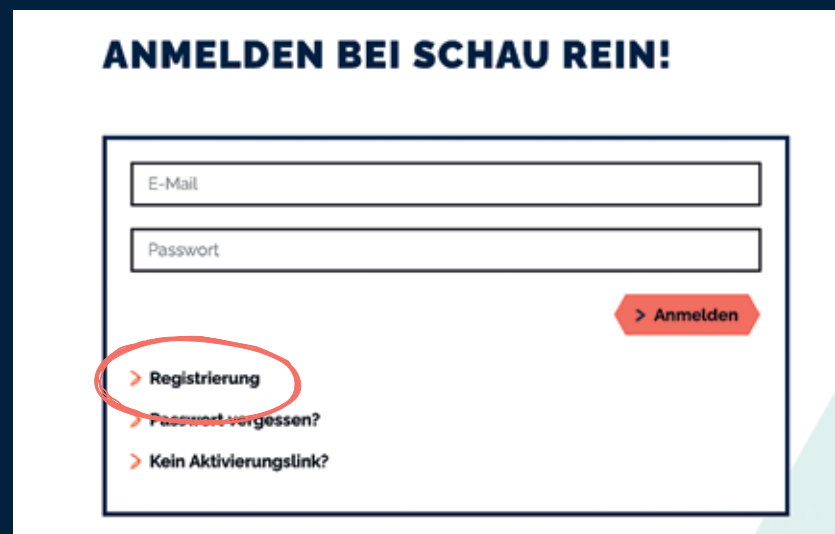 ANMELDEN BEI SCHAU REIN!
E-Mail
Passwort
> Anmelden
> Registrierung
> Passwort vergessen?
> Kein Aktivierungslink?